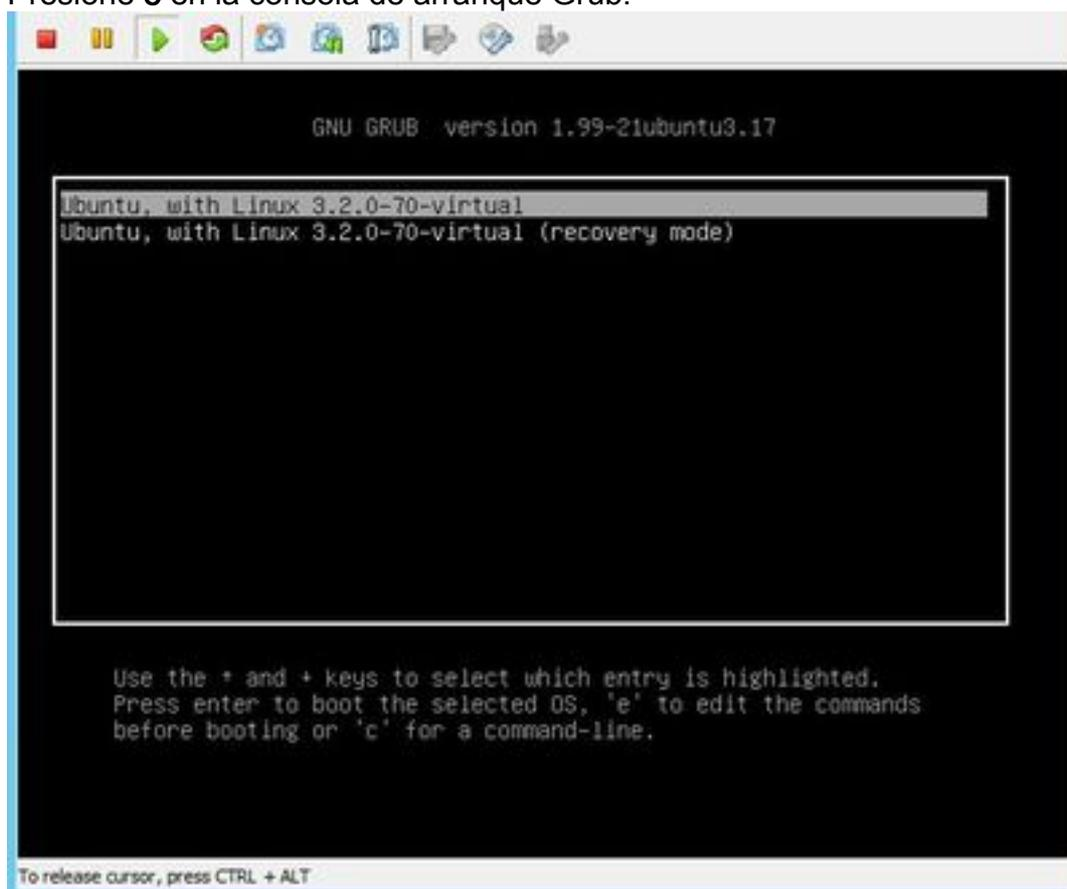 Presione e en la consola de arranque Grub:
GNU GRUB version 1.99-21ubuntu3.17
Ubuntu, with Linux 3.2.0-70-virtual
Ubuntu, with Linux 3.2.0-70-virtual (recovery mode)
Use the ↑ and ↓ keys to select which entry is highlighted.
Press enter to boot the selected OS, 'e' to edit the commands
before booting or 'c' for a command-line.
To release cursor, press CTRL + ALT